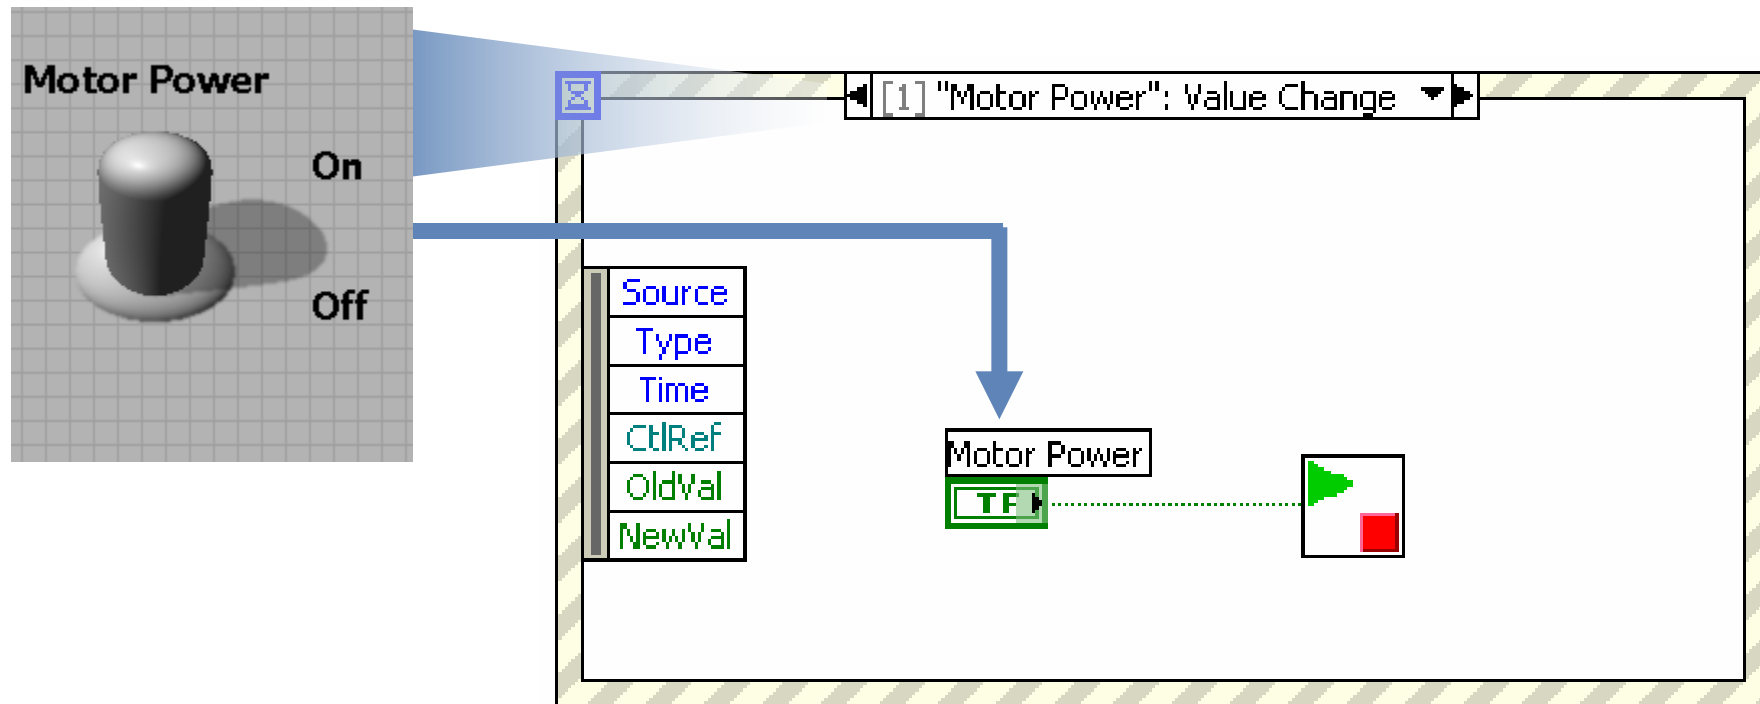 Motor Power
On
Off
[1] "Motor Power": Value Change
Source
Type
Time
CtlRef
OldVal
NewVal
Motor Power
TF